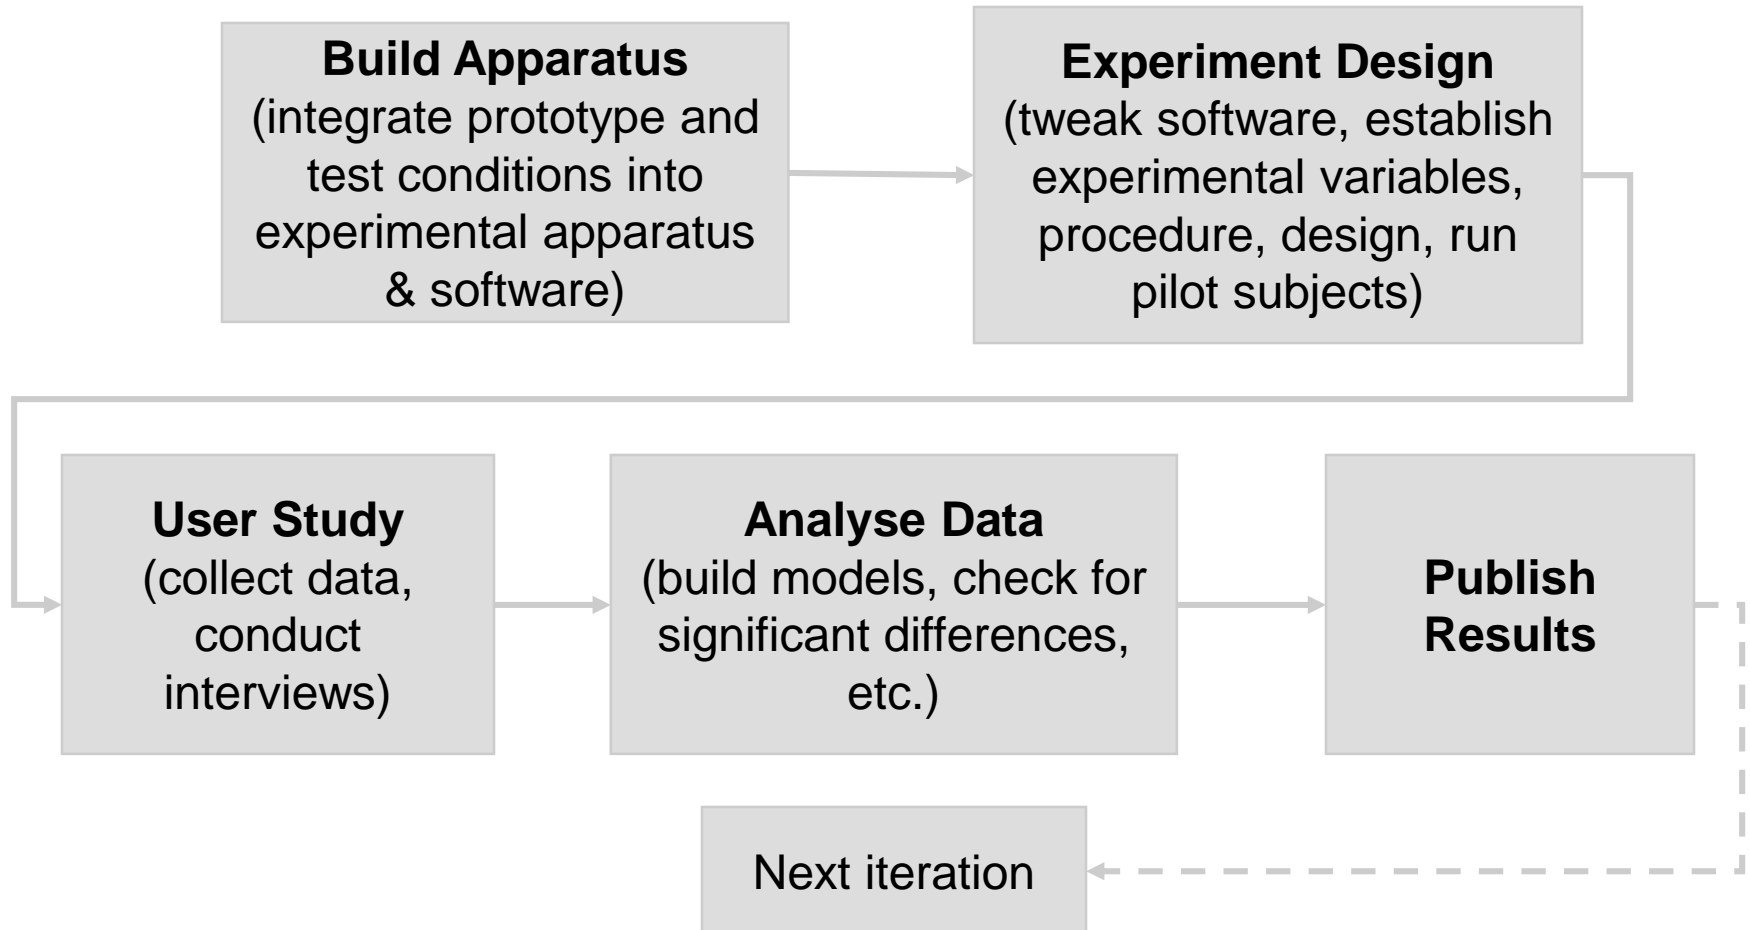 Build Apparatus
(integrate prototype and
test conditions into
experimental apparatus
& software)
Experiment Design
(tweak software, establish
experimental variables,
procedure, design, run
pilot subjects)
User Study
(collect data,
conduct
interviews)
Analyse Data
(build models, check for
significant differences,
etc.)
Publish
Results
Next iteration